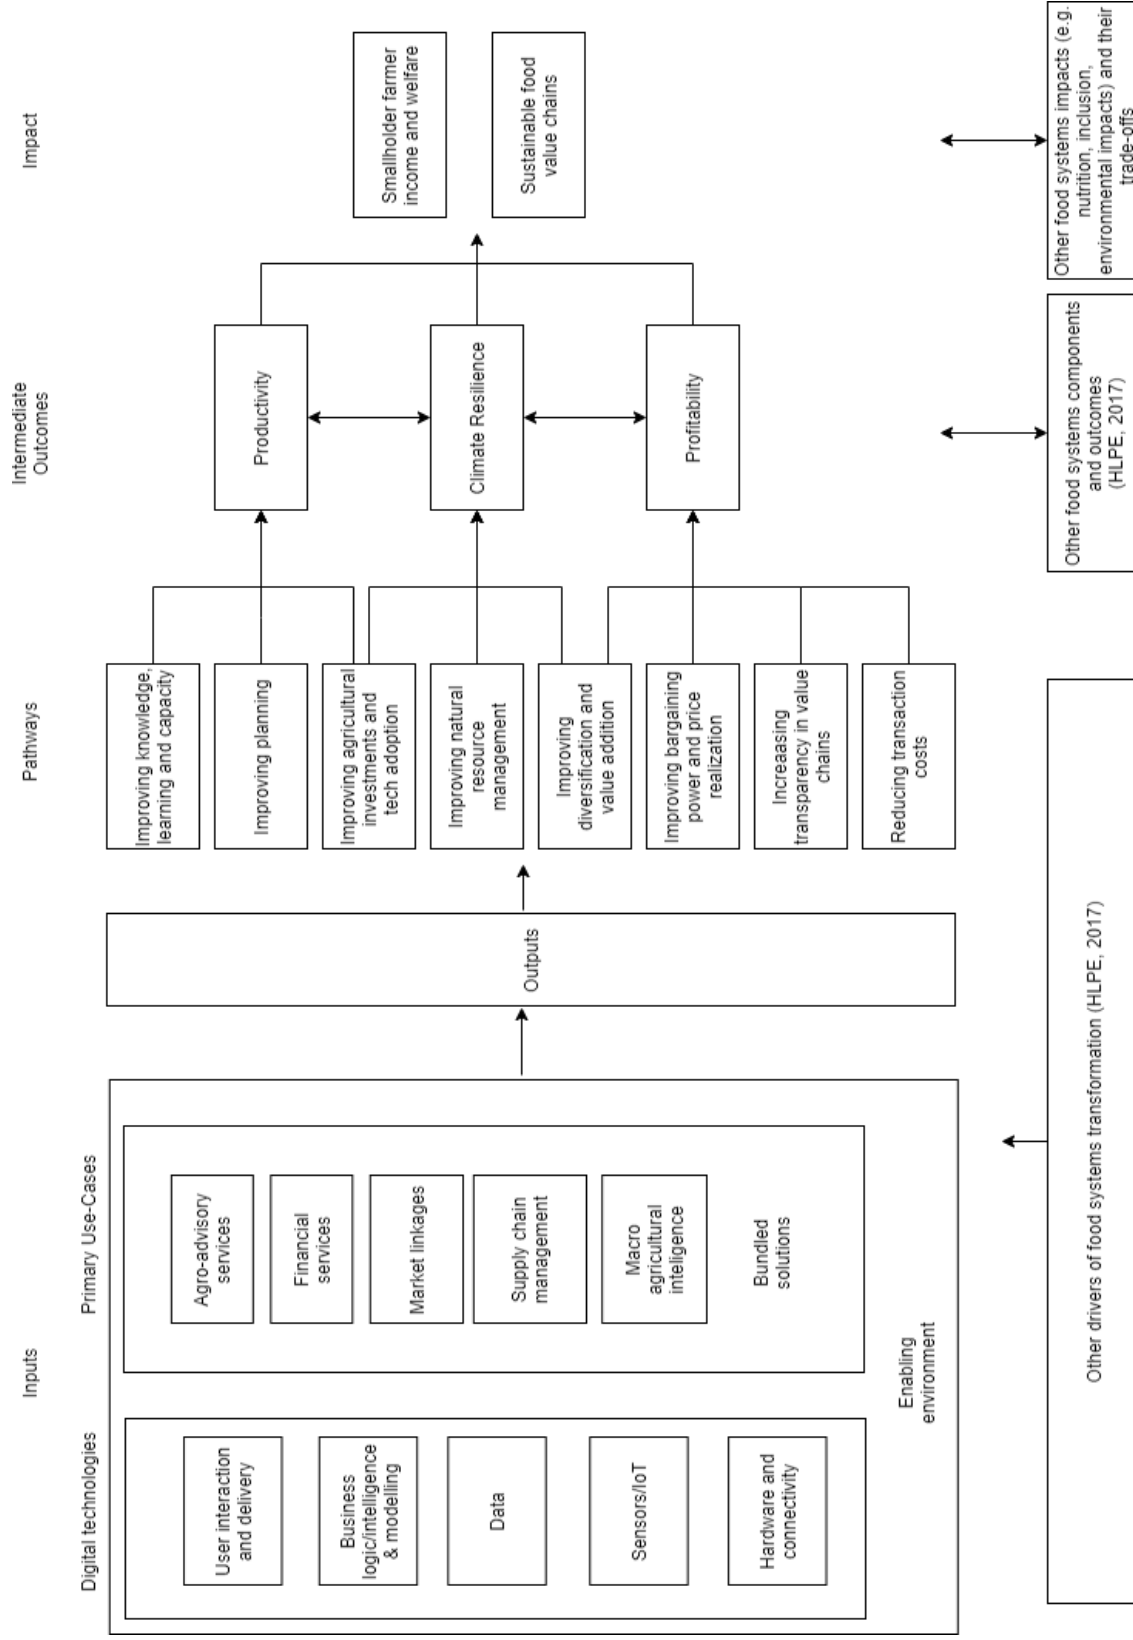 Inputs
Pathways
Intermediate
Outcomes
Impact
Digital technologies
Primary Use-Cases
User interaction
and delivery
Business
logic/intelligence
& modelling
Data
Sensors/IoT
Hardware and
connectivity
Agro-advisory
services
Financial
services
Market linkages
Supply chain
management
Macro
agricultural
inteligence
Bundled
solutions
Enabling
environment
Outputs
Improving knowledge,
learning and capacity
Improving planning
Improving agricultural
investments and
tech adoption
Improving natural
resource
management
Improving
diversification and
value addition
Improving bargaining
power and price
realization
Increaasing
transparency in value
chains
Reducing transaction
costs
Productivity
Climate Resilience
Profitability
Smallholder farmer
income and welfare
Sustainable food
value chains
Other drivers of food systems transformation (HLPE, 2017)
Other food systems components
and outcomes
(HLPE, 2017)
Other food systems impacts (e.g.
nutrition, inclusion,
environmental impacts) and their
trade-offs